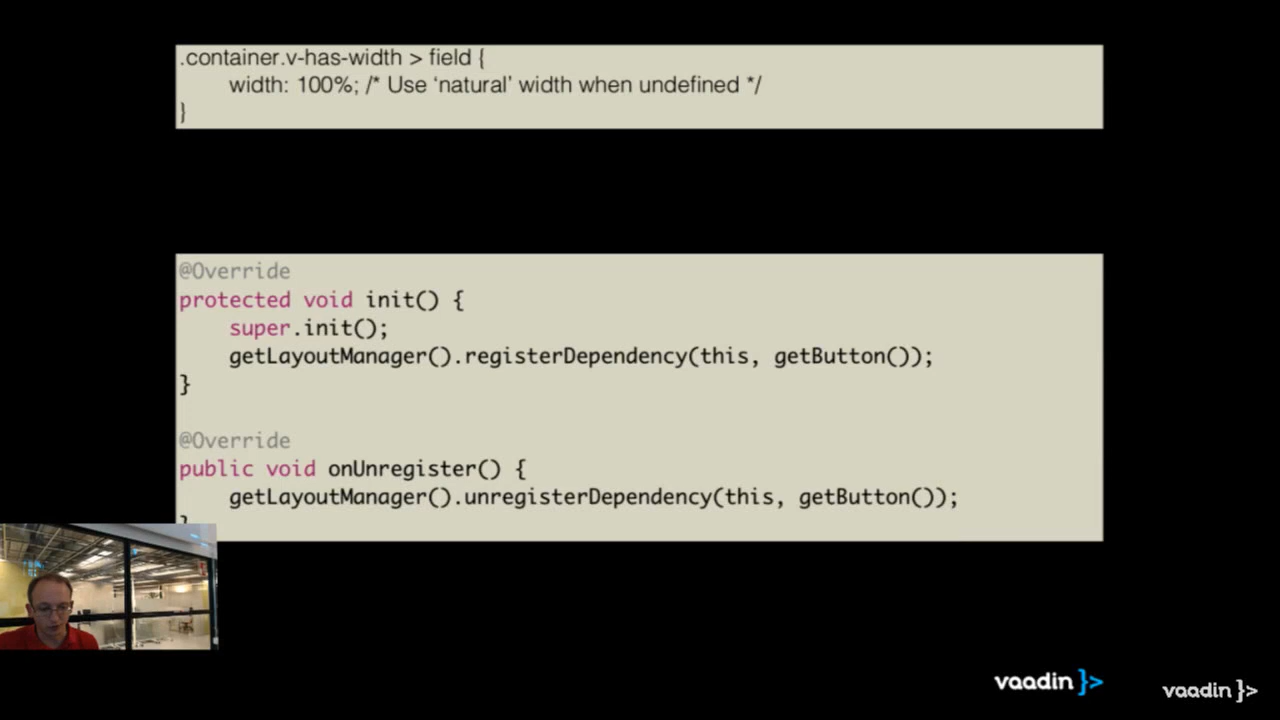 .container.v-has-width > field {
width: 100%; /* Use ‘natural’ width when undefined */
}
@Override
protected void init() {
super.init();
getLayoutManager().registerDependency(this, getButton());
}
@Override
public void onUnregister() {
getLayoutManager().unregisterDependency(this, getButton());
}
vaadin }>
vaadin }>